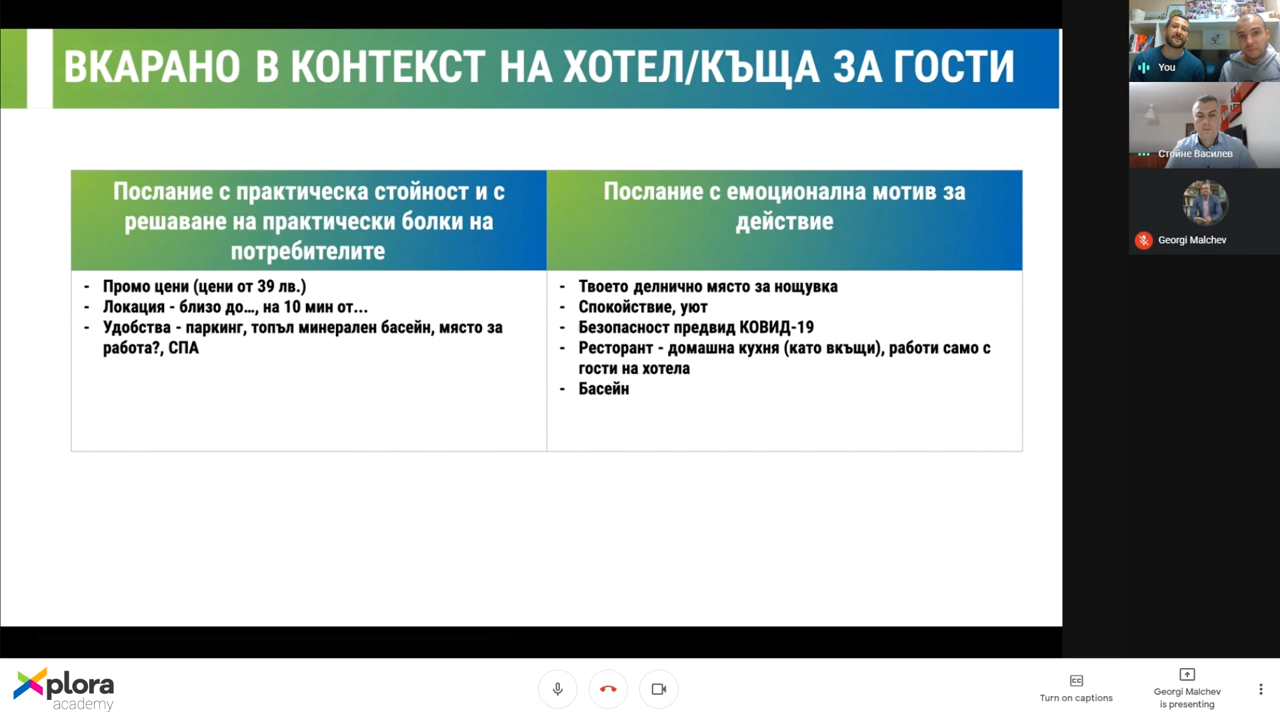 ВКАРАНО В КОНТЕКСТ НА ХОТЕЛ/КЪЩА ЗА ГОСТИ
Послание с практическа стойност и с
решаване на практически болки на
потребителите
- Промо цени (цени от 39 лв.)
- Локация - близо до..., на 10 мин от...
- Удобства - паркинг, топъл минерален басейн, място за
работа?, СПА
Послание с емоционална мотив за
действие
- Твоето делнично място за нощувка
- Спокойствие, уют
- Безопасност предвид КОВИД-19
- Ресторант - домашна кухня (като вкъщи), работи само с
гости на хотела
- Басейн
You
Стойне Василев
Georgi Malchev
Xplora
academy
Turn on captions
Georgi Malchev
is presenting